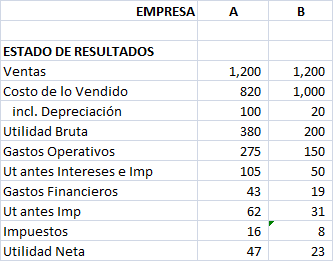 EMPRESA A B
ESTADO DE RESULTADOS
Ventas 1,200 1,200
Costo de lo Vendido 820 1,000
incl. Depreciación 100 20
Utilidad Bruta 380 200
Gastos Operativos 275 150
Ut antes Intereses e Imp 105 50
Gastos Financieros 43 19
Ut antes Imp 62 31
Impuestos 16 8
Utilidad Neta 47 23